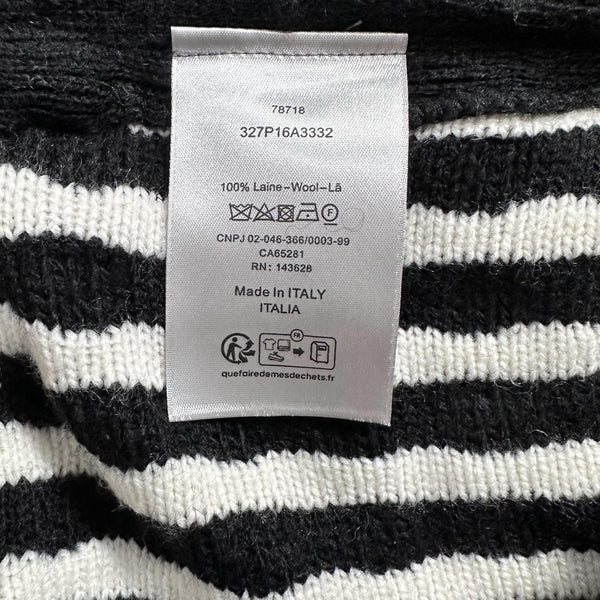 78718
327P16A3332
100% Laine-Wool-Lã
F
CNPJ 02-046-366/0003-99
CA65281
RN: 143628
Made In ITALY
ITALIA
FR
quefairedemesdechets.fr